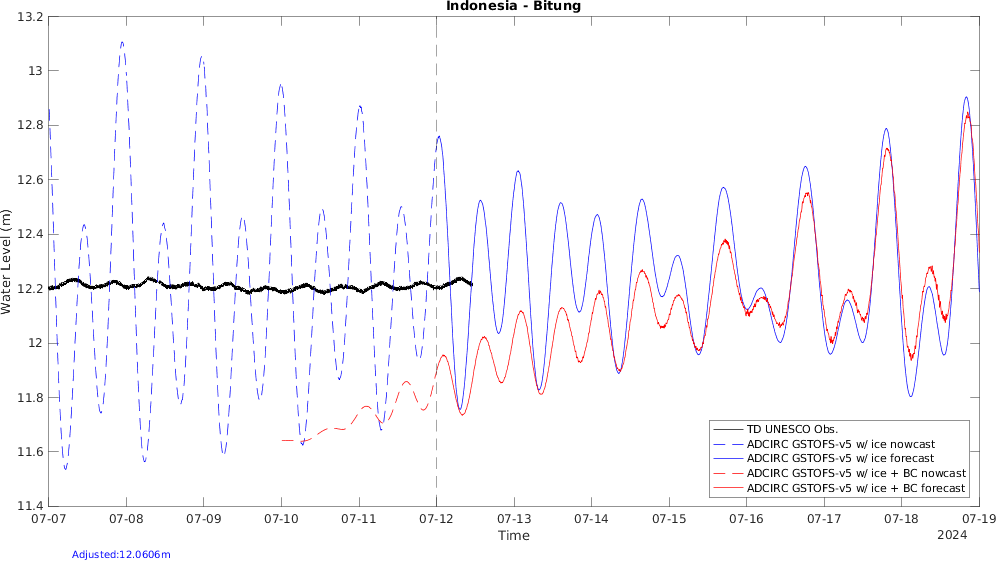 Indonesia - Bitung
Water Level (m)
13.2
13
12.8
12.6
12.4
12.2
12
11.8
11.6
11.4
TD UNESCO Obs.
ADCIRC GSTOFS-v5 w/ ice nowcast
ADCIRC GSTOFS-v5 w/ ice forecast
ADCIRC GSTOFS-v5 w/ ice + BC nowcast
ADCIRC GSTOFS-v5 w/ ice + BC forecast
07-07 07-08 07-09 07-10 07-11 07-12 07-13 07-14 07-15 07-16 07-17 07-18 07-19
Time
2024
Adjusted:12.0606m